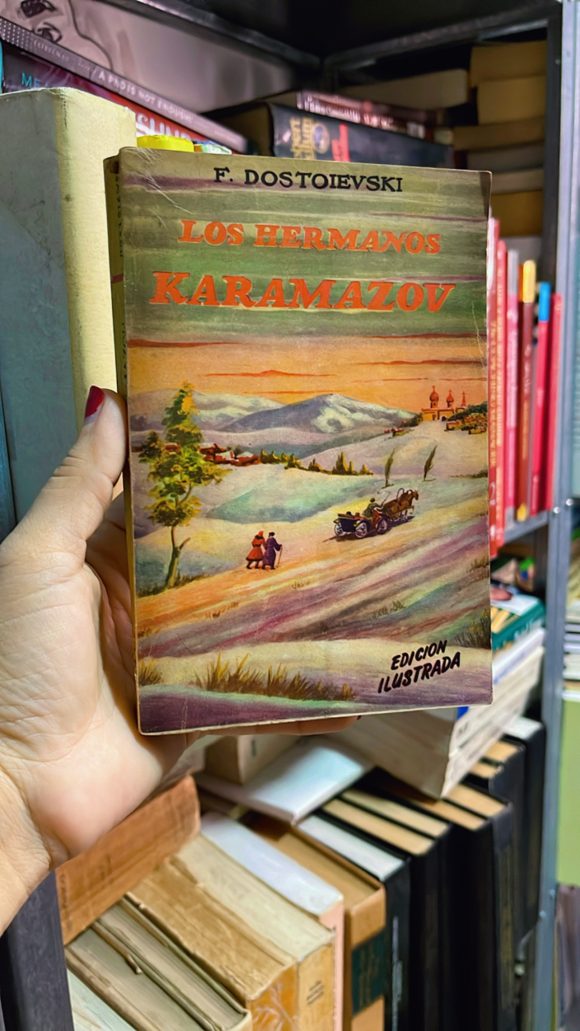 F. DOSTOIEVSKI
LOS HERMANOS
KARAMAZOV
EDICION
ILUSTRADA